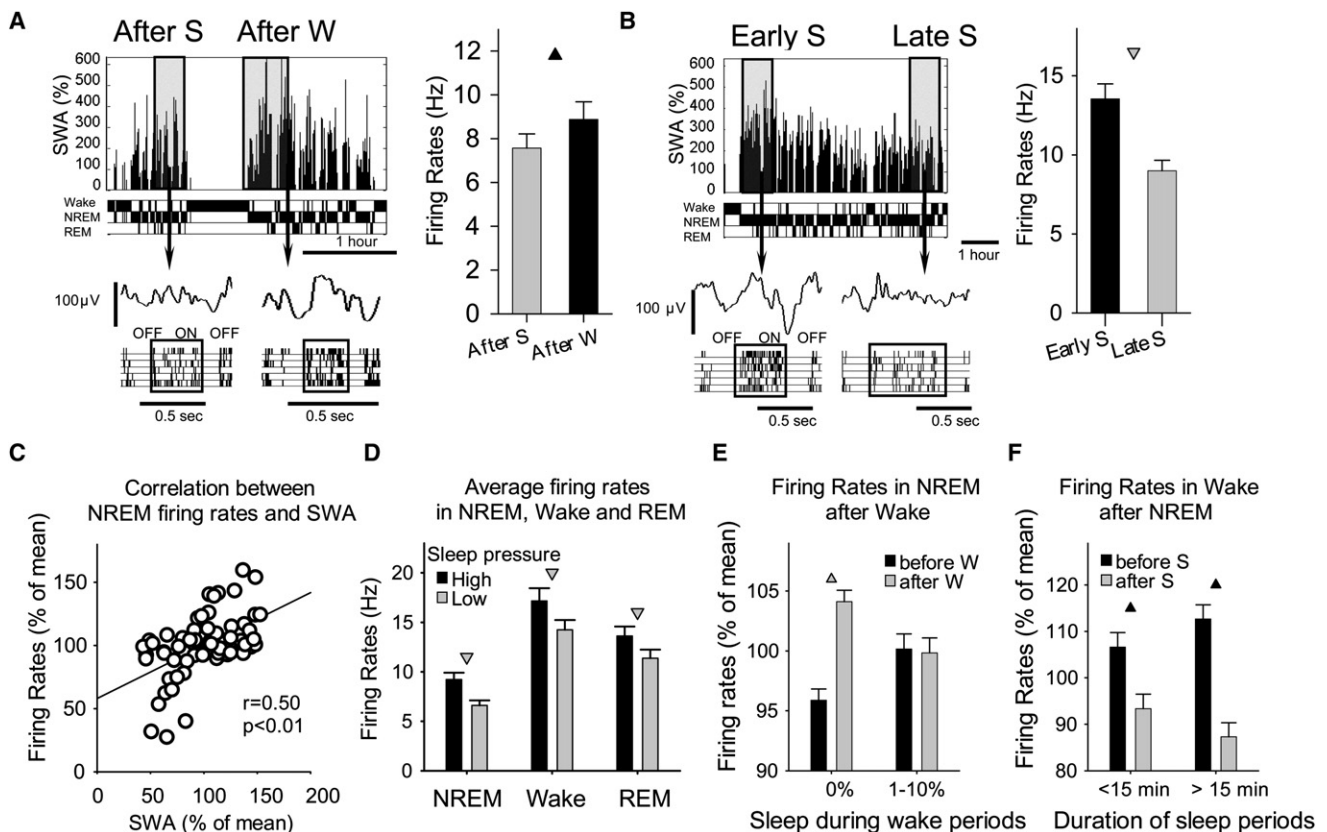 A
After S After W
SWA (%)
600
500
400
300
200
100
0
Wake
NREM
REM
1 hour
100 µV
OFF ON OFF
0.5 sec 0.5 sec
Firing Rates (Hz)
12
10
8
6
4
2
0
After S After W
B
Early S Late S
SWA (%)
600
500
400
300
200
100
0
Wake
NREM
REM
1 hour
100 µV
OFF ON OFF
0.5 sec 0.5 sec
Firing Rates (Hz)
15
10
5
0
Early S Late S
C
Correlation between
NREM firing rates and SWA
Firing Rates (% of mean)
150
100
50
0
r=0.50
p<0.01
0 50 100 150 200
SWA (% of mean)
D
Average firing rates
in NREM, Wake and REM
Sleep pressure
High
Low
Firing Rates (Hz)
20
15
10
5
0
NREM Wake REM
E
Firing Rates in NREM
after Wake
before W
after W
Firing rates (% of mean)
105
100
95
90
0% 1-10%
Sleep during wake periods
F
Firing Rates in Wake
after NREM
before S
after S
Firing Rates (% of mean)
120
110
100
90
80
<15 min > 15 min
Duration of sleep periods